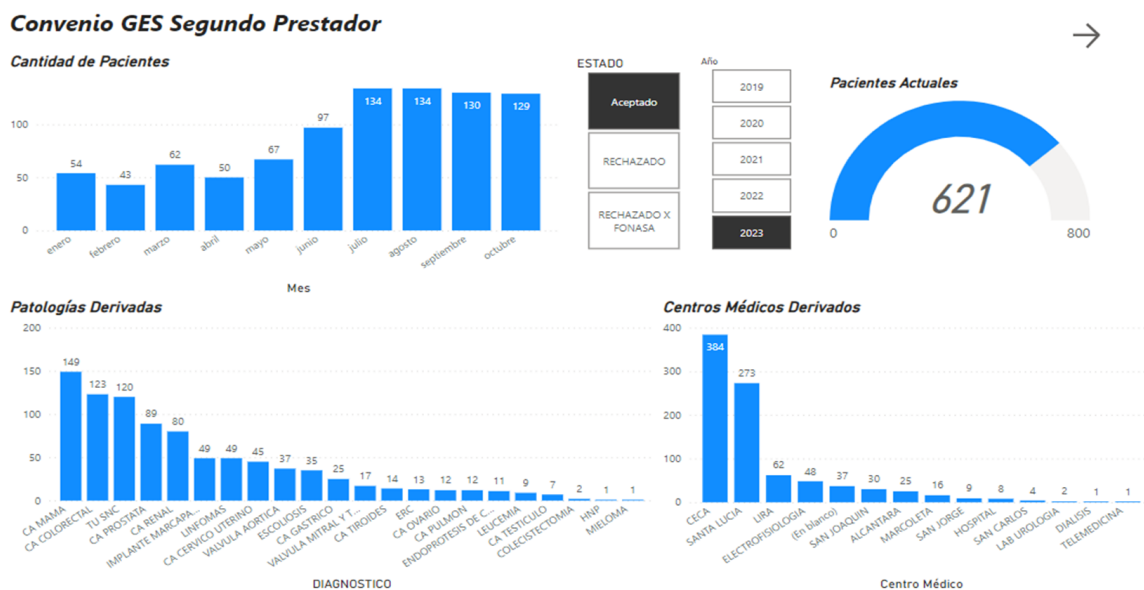 Convenio GES Segundo Prestador
Cantidad de Pacientes
100
50
0
54
43
62
50
67
97
134
134
130
129
enero
febrero
marzo
abril
mayo
junio
julio
agosto
septiembre
octubre
Mes
ESTADO
Aceptado
RECHAZADO
RECHAZADO X
FONASA
Año
2019
2020
2021
2022
2023
Pacientes Actuales
621
0
800
Patologías Derivadas
200
150
100
50
0
149
123
120
89
80
49
49
45
37
35
25
17
14
13
12
12
11
9
7
2
1
1
CA MAMA
CA COLORECTAL
TU SNC
CA PROSTATA
CA RENAL
IMPLANTE MARCAPA...
LINFOMAS
CA CERVICO UTERINO
VALVULA AORTICA
ESCOLIOSIS
CA GASTRICO
VALVULA MITRAL Y T...
CA TIROIDES
ERC
CA OVARIO
CA PULMON
ENDOPROTESIS DE C...
LEUCEMIA
CA TESTICULO
COLECISTECTOMIA
HNP
MIELOMA
DIAGNOSTICO
Centros Médicos Derivados
400
300
200
100
0
384
273
62
48
37
30
25
16
9
8
4
2
1
1
CECA
SANTA LUCIA
LIRA
ELECTROFISIOLOGIA
(En blanco)
SAN JOAQUIN
ALCANTARA
MARCOLETA
SAN JORGE
HOSPITAL
SAN CARLOS
LAB UROLOGIA
DIALISIS
TELEMEDICINA
Centro Médico